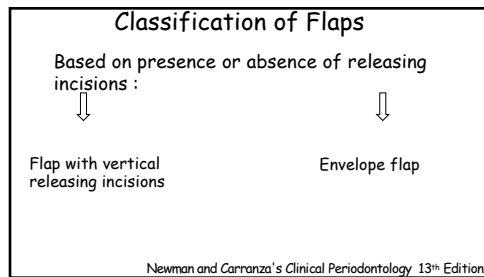 Classification of Flaps
Based on presence or absence of releasing
incisions :
Flap with vertical
releasing incisions
Envelope flap
Newman and Carranza's Clinical Periodontology 13th Edition